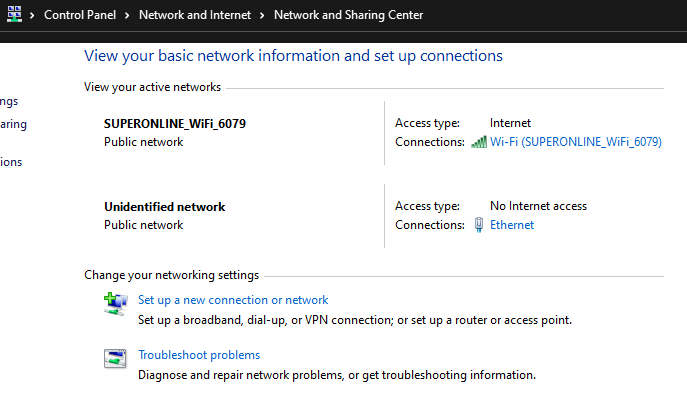 Control Panel > Network and Internet > Network and Sharing Center
View your basic network information and set up connections
View your active networks
ngs
aring
ions
SUPERONLINE_WiFi_6079
Public network
Access type: Internet
Connections: Wi-Fi (SUPERONLINE_WiFi_6079)
Unidentified network
Public network
Access type: No Internet access
Connections: Ethernet
Change your networking settings
Set up a new connection or network
Set up a broadband, dial-up, or VPN connection; or set up a router or access point.
Troubleshoot problems
Diagnose and repair network problems, or get troubleshooting information.